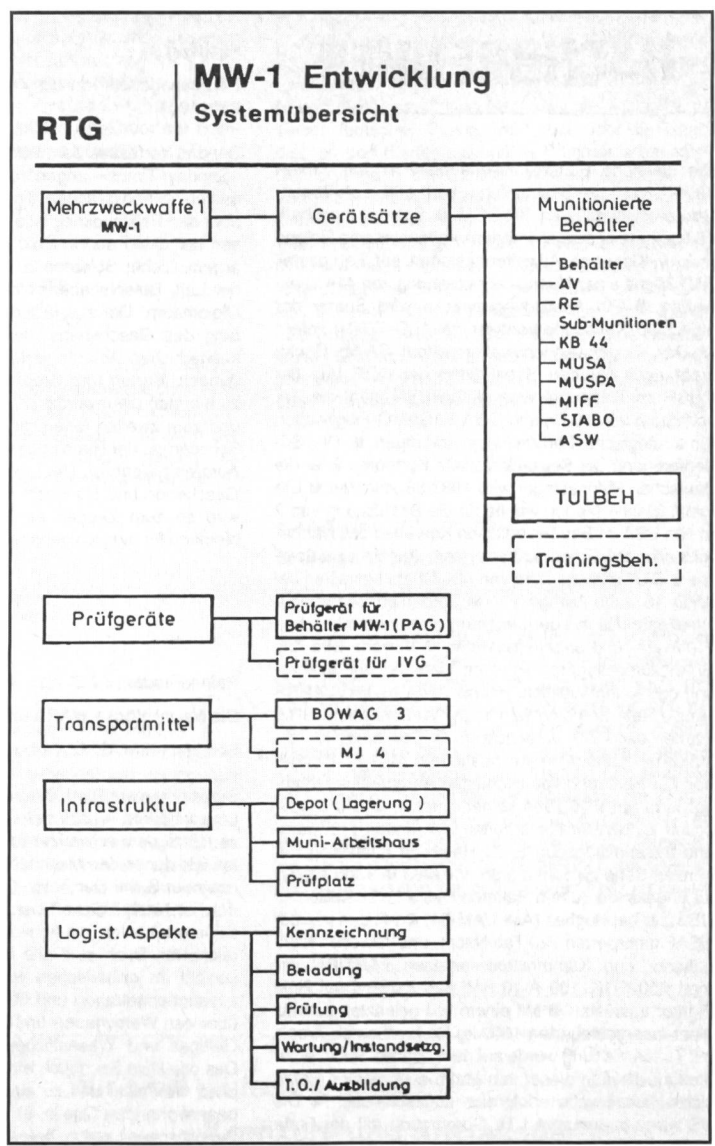 MW-1 Entwicklung
Systemübersicht
RTG
Mehrzweckwaffe 1
MW-1
Gerätsätze
Munitionierte
Behälter
Behälter
AV
RE
Sub-Munitionen
KB 44
MUSA
MUSPA
MIFF
STABO
ASW
TULBEH
Trainingsbeh.
Prüfgeräte
Prüfgerät für
Behälter MW-1 (PAG)
Prüfgerät für IVG
Transportmittel
BOWAG 3
MJ 4
Infrastruktur
Depot (Lagerung)
Muni-Arbeitshaus
Prüfplatz
Logist. Aspekte
Kennzeichnung
Beladung
Prüfung
Wartung/Instandsetzg.
T.O./Ausbildung